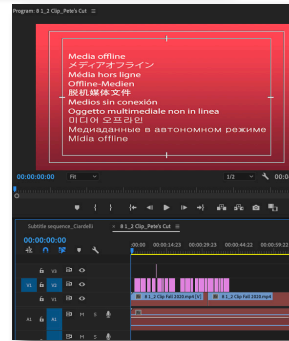 Program: 8 1_2 Clip_Pete's Cut
Media offline
メディアオフライン
Média hors ligne
Offline-Medien
脱机媒体文件
Medios sin conexión
Oggetto multimediale non in linea
미디어 오프라인
Медиаданные в автономном режиме
Mídia offline
00:00:00:00 Fit 1/2 00:0
Subtitle sequence_Ciardelli × 8 1_2 Clip_Pete's Cut
00:00:00:00
:00:00 00:00:14:23 00:00:29:23 00:00:44:22 00:00:59:22
V3
V1 V2
V1 8 1_2 Clip Fall 2020.mp4 [V] 8 1_2 Clip Fall 2020.mp4
A1 A1 M S
A2 M S